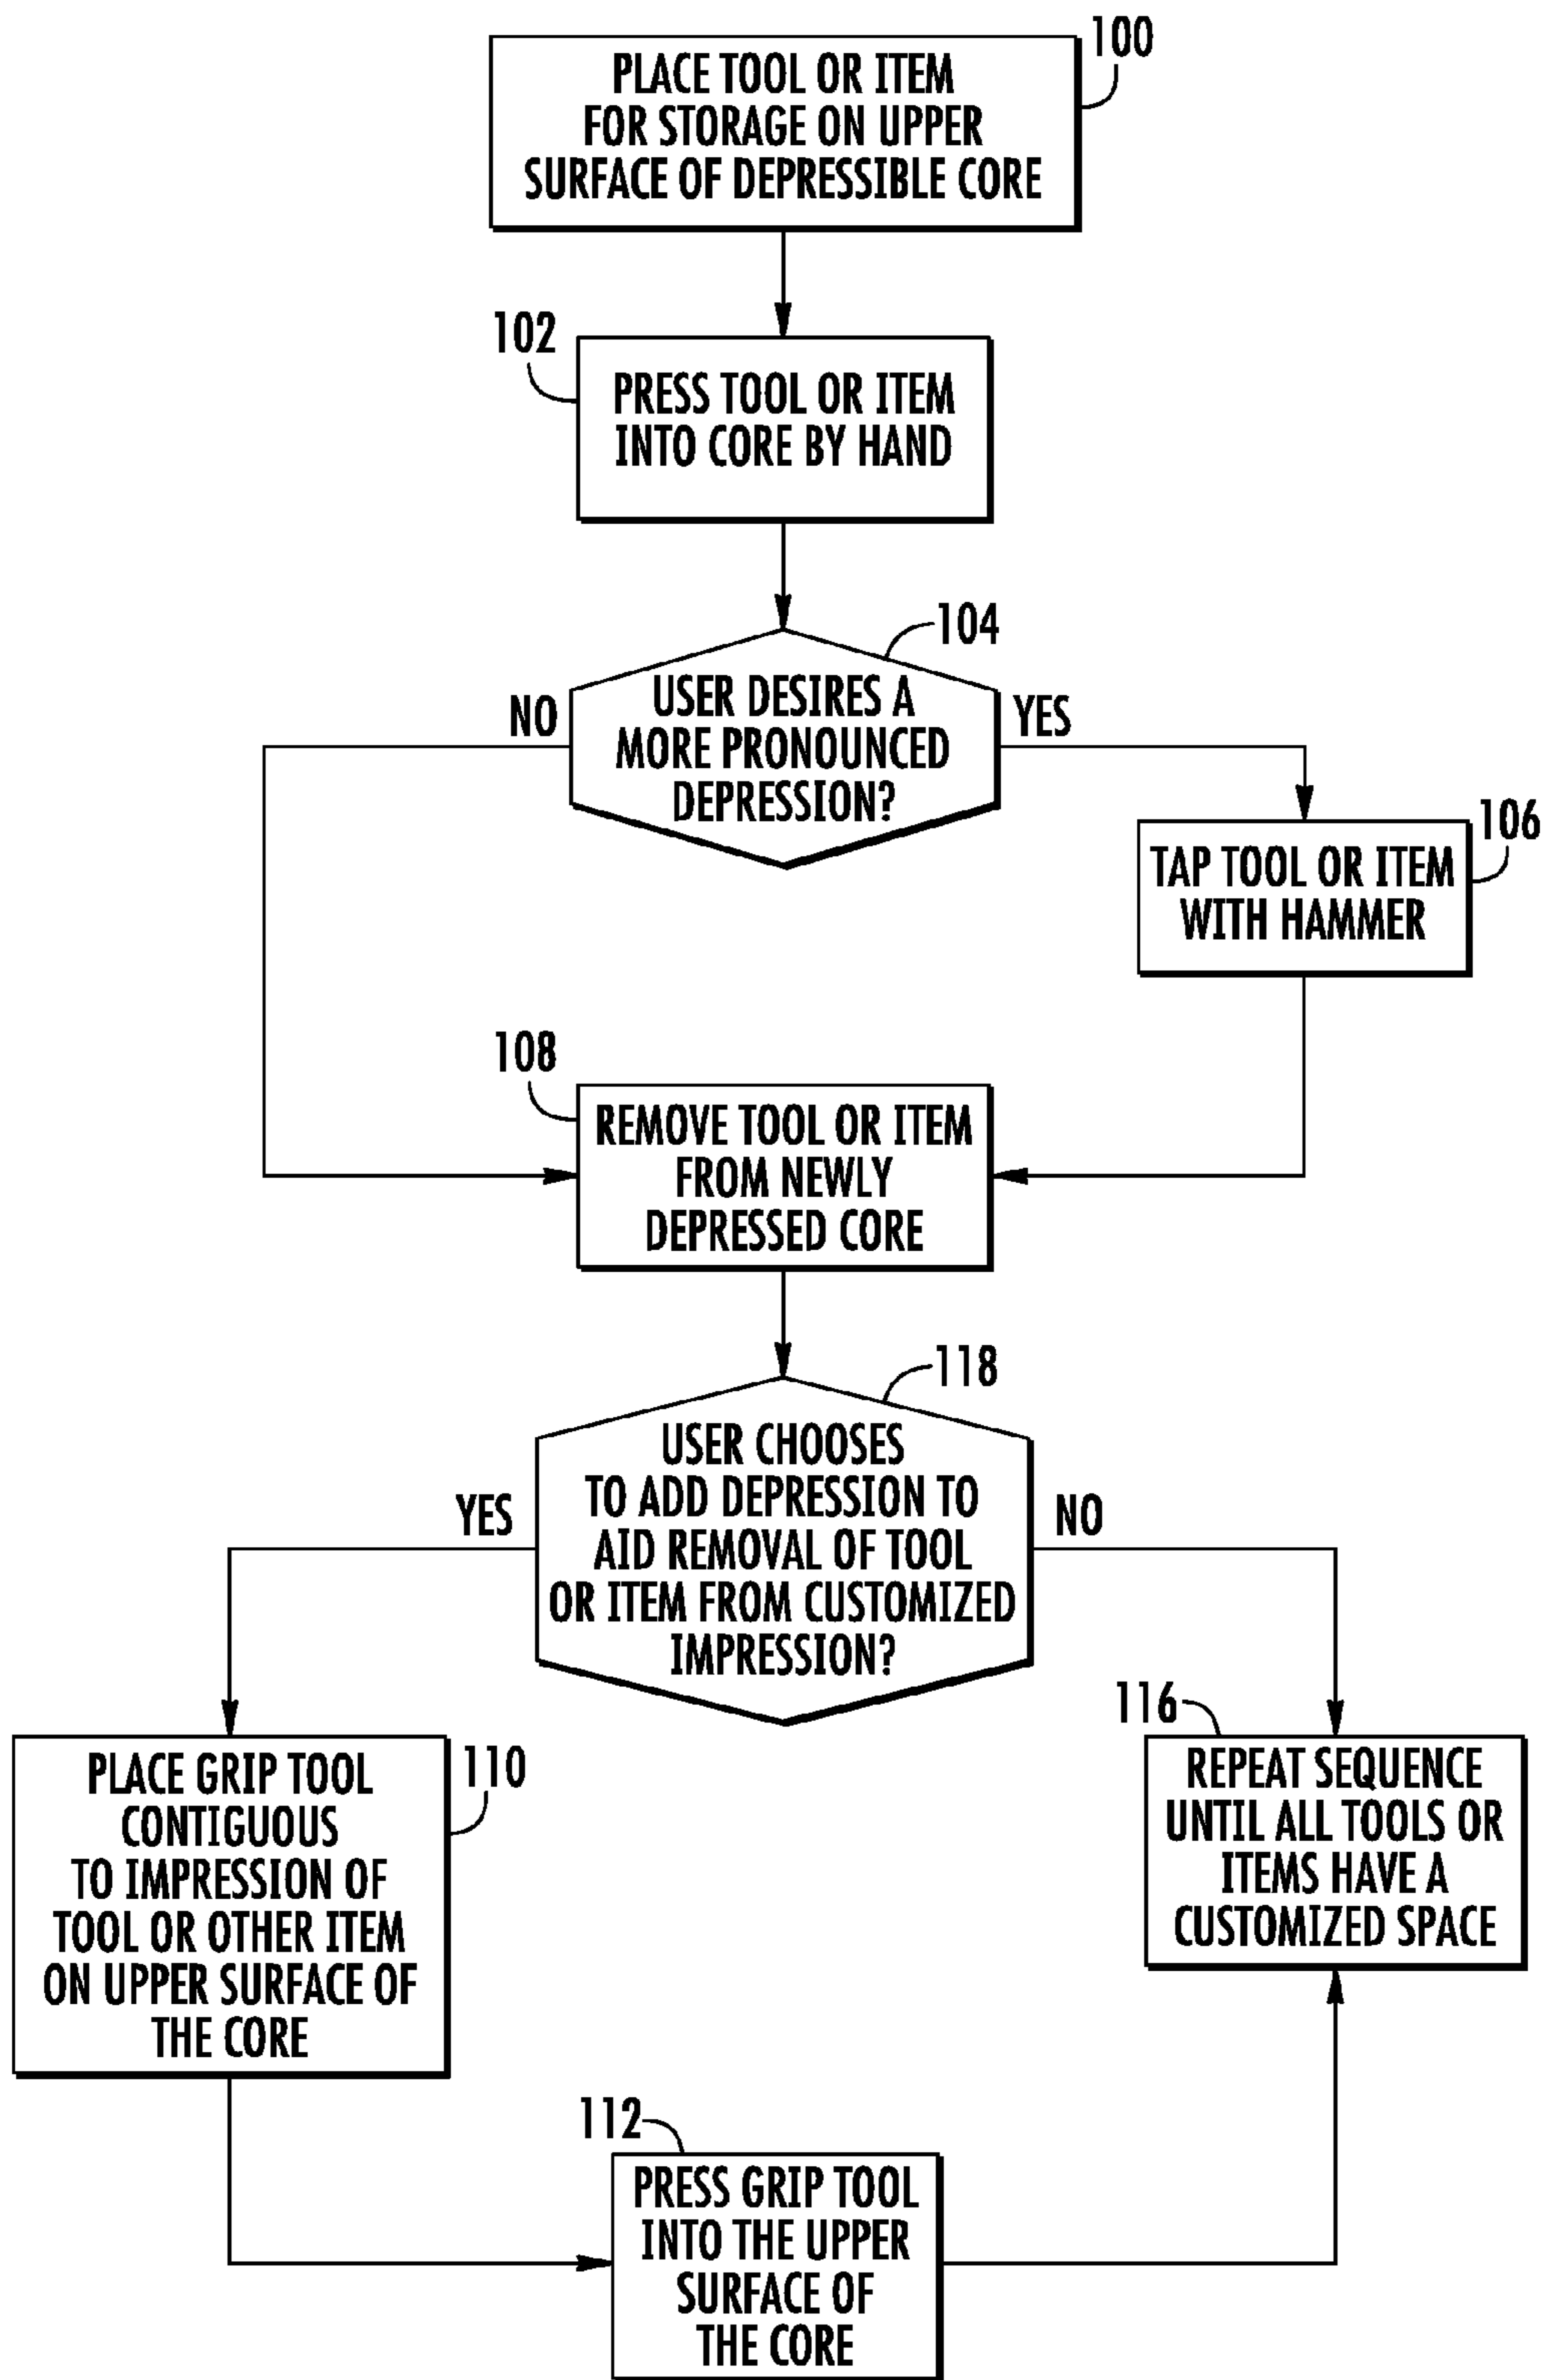 100
PLACE TOOL OR ITEM
FOR STORAGE ON UPPER
SURFACE OF DEPRESSIBLE CORE
102
PRESS TOOL OR ITEM
INTO CORE BY HAND
104
USER DESIRES A
MORE PRONOUNCED
DEPRESSION?
NO
YES
106
TAP TOOL OR ITEM
WITH HAMMER
108
REMOVE TOOL OR ITEM
FROM NEWLY
DEPRESSED CORE
118
USER CHOOSES
TO ADD DEPRESSION TO
AID REMOVAL OF TOOL
OR ITEM FROM CUSTOMIZED
IMPRESSION?
YES
NO
110
PLACE GRIP TOOL
CONTIGUOUS
TO IMPRESSION OF
TOOL OR OTHER ITEM
ON UPPER SURFACE OF
THE CORE
116
REPEAT SEQUENCE
UNTIL ALL TOOLS OR
ITEMS HAVE A
CUSTOMIZED SPACE
112
PRESS GRIP TOOL
INTO THE UPPER
SURFACE OF
THE CORE